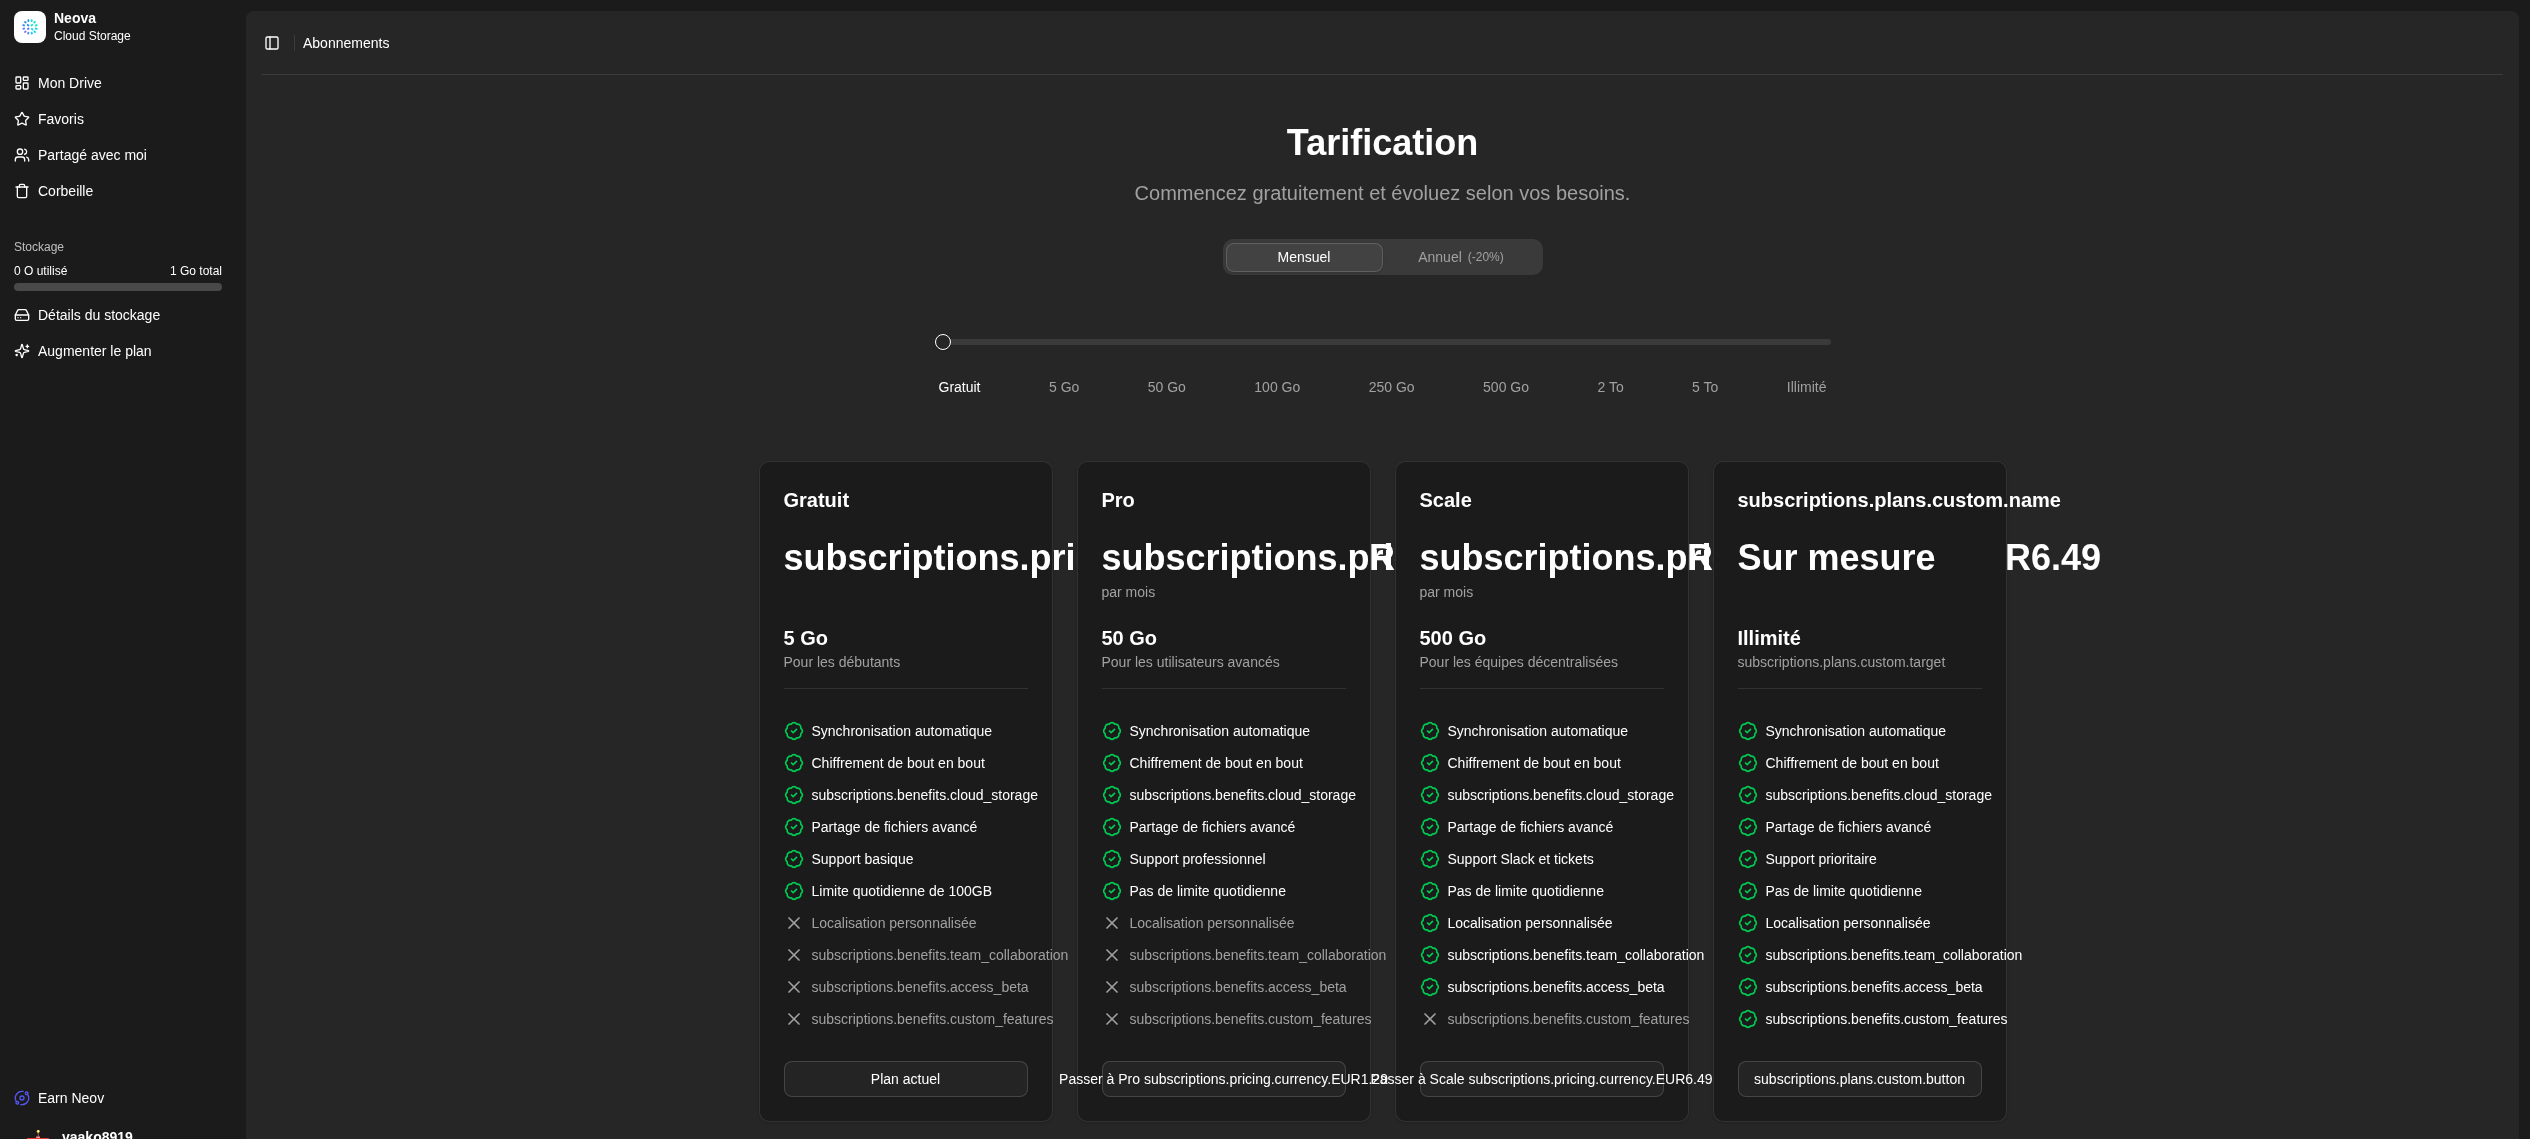 Neova
Cloud Storage
Mon Drive
Favoris
Partagé avec moi
Corbeille
Stockage
0 O utilisé 1 Go total
Détails du stockage
Augmenter le plan
Earn Neov
vaako8919
Abonnements
Tarification
Commencez gratuitement et évoluez selon vos besoins.
Mensuel Annuel (-20%)
Gratuit 5 Go 50 Go 100 Go 250 Go 500 Go 2 To 5 To Illimité
Gratuit
subscriptions.pri
5 Go
Pour les débutants
Synchronisation automatique
Chiffrement de bout en bout
subscriptions.benefits.cloud_storage
Partage de fichiers avancé
Support basique
Limite quotidienne de 100GB
Localisation personnalisée
subscriptions.benefits.team_collaboration
subscriptions.benefits.access_beta
subscriptions.benefits.custom_features
Plan actuel
Pro
subscriptions.pri
par mois
50 Go
Pour les utilisateurs avancés
Synchronisation automatique
Chiffrement de bout en bout
subscriptions.benefits.cloud_storage
Partage de fichiers avancé
Support professionnel
Pas de limite quotidienne
Localisation personnalisée
subscriptions.benefits.team_collaboration
subscriptions.benefits.access_beta
subscriptions.benefits.custom_features
Passer à Pro subscriptions.pricing.currency.EUR1.29
Scale
subscriptions.pri
par mois
500 Go
Pour les équipes décentralisées
Synchronisation automatique
Chiffrement de bout en bout
subscriptions.benefits.cloud_storage
Partage de fichiers avancé
Support Slack et tickets
Pas de limite quotidienne
Localisation personnalisée
subscriptions.benefits.team_collaboration
subscriptions.benefits.access_beta
subscriptions.benefits.custom_features
Passer à Scale subscriptions.pricing.currency.EUR6.49
subscriptions.plans.custom.name
Sur mesure R6.49
Illimité
subscriptions.plans.custom.target
Synchronisation automatique
Chiffrement de bout en bout
subscriptions.benefits.cloud_storage
Partage de fichiers avancé
Support prioritaire
Pas de limite quotidienne
Localisation personnalisée
subscriptions.benefits.team_collaboration
subscriptions.benefits.access_beta
subscriptions.benefits.custom_features
subscriptions.plans.custom.button